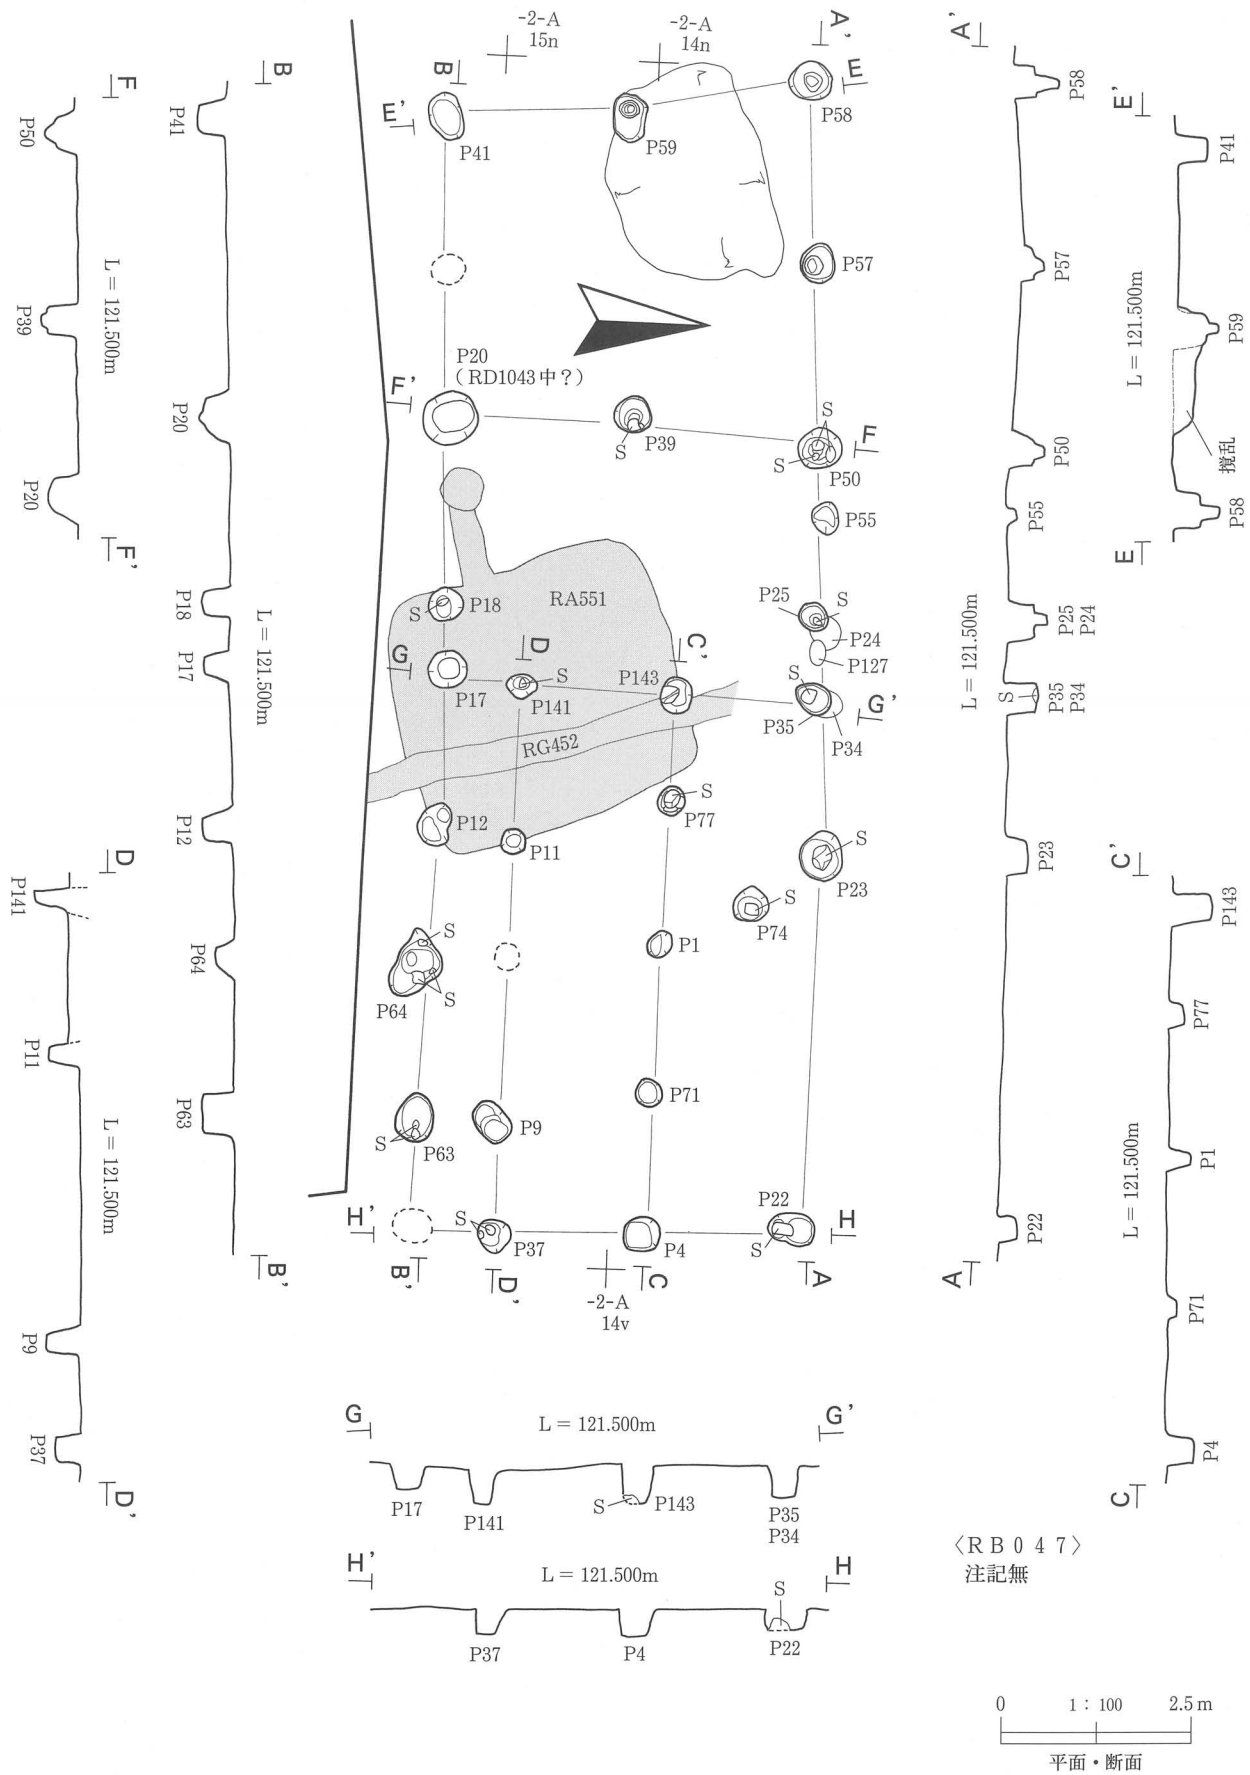 -2-A
15n
-2-A
14n
A'
A'
F
B
B
E
E'
E'
P58
P50
P41
P41
P59
P58
P41
L = 121.500m
P57
P57
L = 121.500m
P59
P39
P20
(RD1043中?)
F'
P20
S
P39
S
F
S
P50
P50
撹乱
P20
P55
P55
P58
F'
E
P18
S
P18
RA551
P25
S
P24
P127
P25
P24
L = 121.500m
L = 121.500m
P17
G
D
C'
P17
S
P141
P143
S
P35
P34
G'
S
P35
P34
RG452
P12
P12
P11
S
P77
S
P23
P23
D
C'
P141
P143
S
P74
P64
S
S
P64
P1
P77
P11
L = 121.500m
P63
S
P63
P9
P71
L = 121.500m
P1
H'
S
P37
P4
P22
S
H
P22
B'
B'
D'
C
A
A
-2-A
14v
P71
P9
P37
D'
P4
C
G
L = 121.500m
G'
P17
P141
S
P143
P35
P34
〈RB047〉
注記無
H'
L = 121.500m
H
S
P37
P4
P22
0
1 : 100
2.5 m
平面・断面